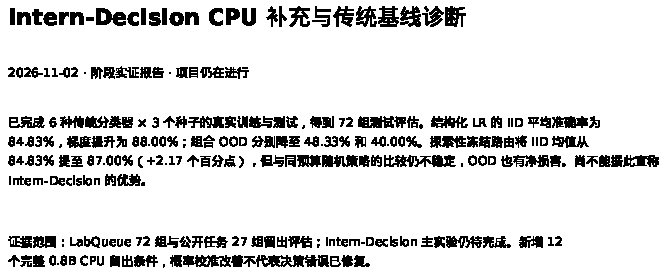 Intern-Decision CPU 补充与传统基线诊断
2026-11-02 · 阶段实证报告 · 项目仍在进行
已完成 6 种传统分类器 × 3 个种子的真实训练与测试，得到 72 组测试评估。结构化 LR 的 IID 平均准确率为
84.83%，梯度提升为 88.00%；组合 OOD 分别降至 48.33% 和 40.00%。探索性冻结路由将 IID 均值从
84.83% 提至 87.00%（+2.17 个百分点），但与同预算随机策略的比较仍不稳定，OOD 也有净损害。尚不能据此宣称
Intern-Decision 的优势。
证据范围：LabQueue 72 组与公开任务 27 组留出评估；Intern-Decision 主实验仍待完成。新增 12
个完整 0.8B CPU 留出条件，概率校准改善不代表决策错误已修复。